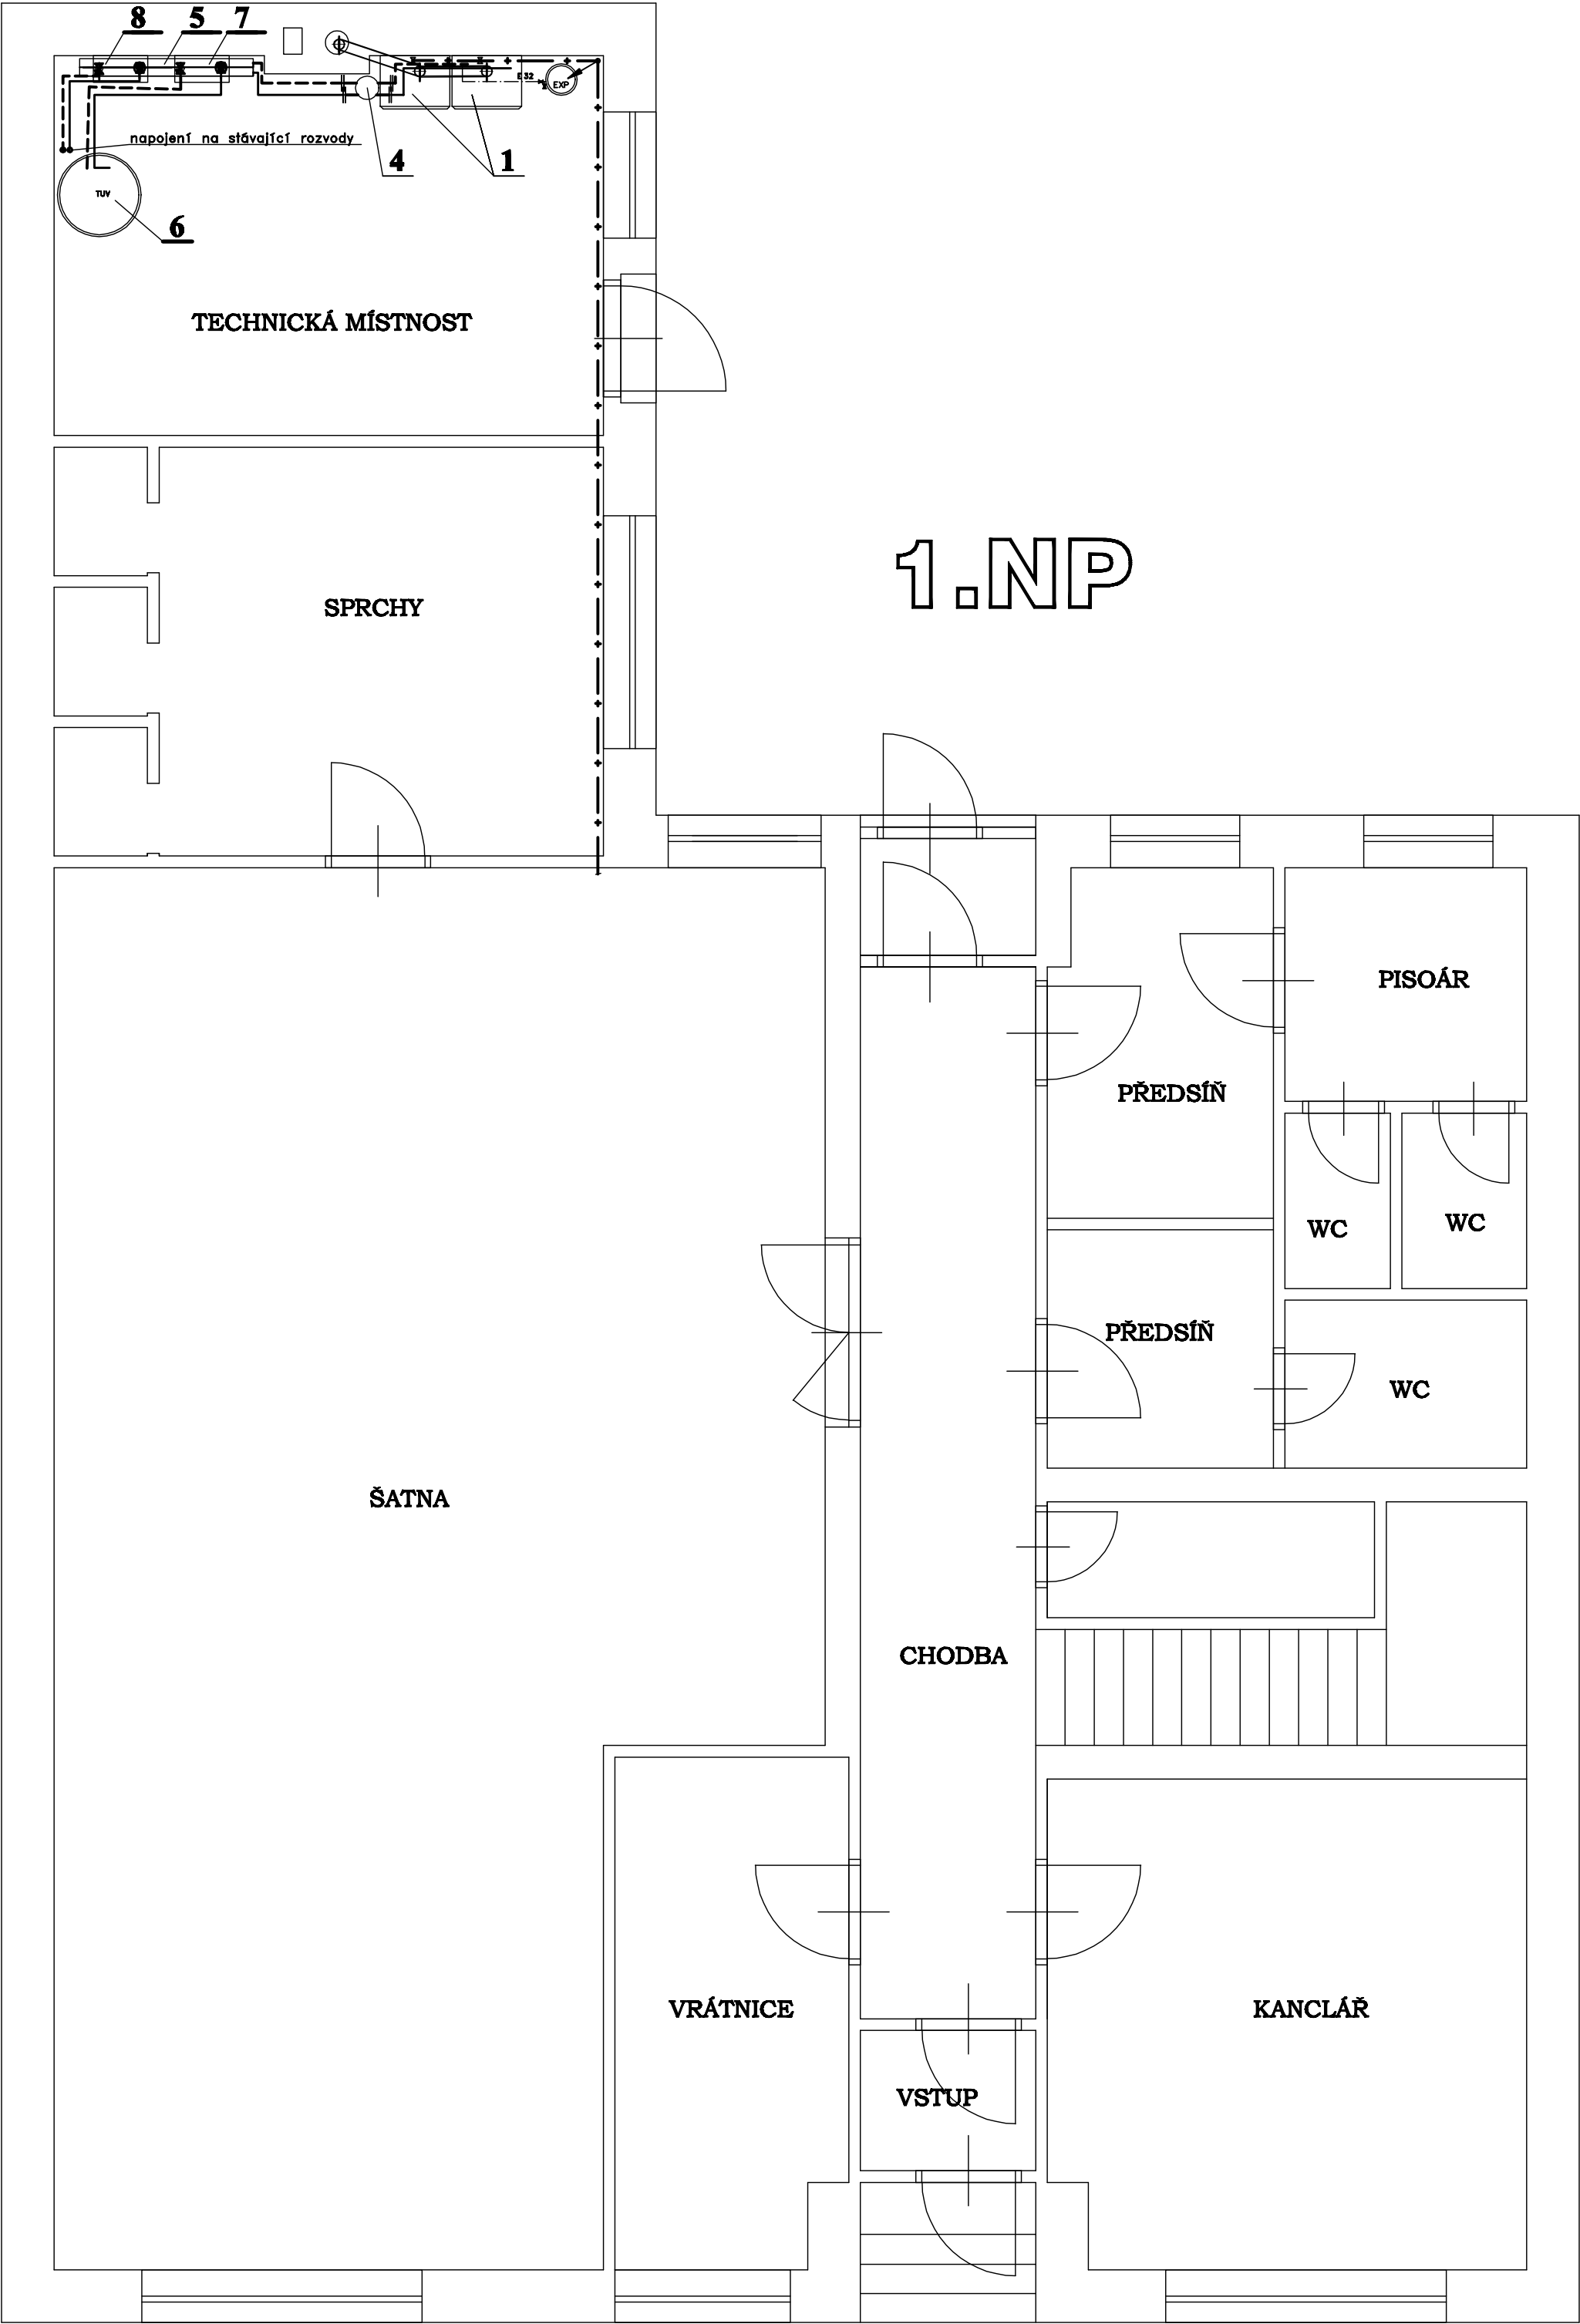 8 5 7
D32
EXP
napojení na stávající rozvody
4 1
TUV
6
TECHNICKÁ MÍSTNOST
1.NP
SPRCHY
PISOÁR
PŘEDSÍŇ
WC
WC
PŘEDSÍŇ
WC
ŠATNA
CHODBA
VRÁTNICE
KANCLÁŘ
VSTUP